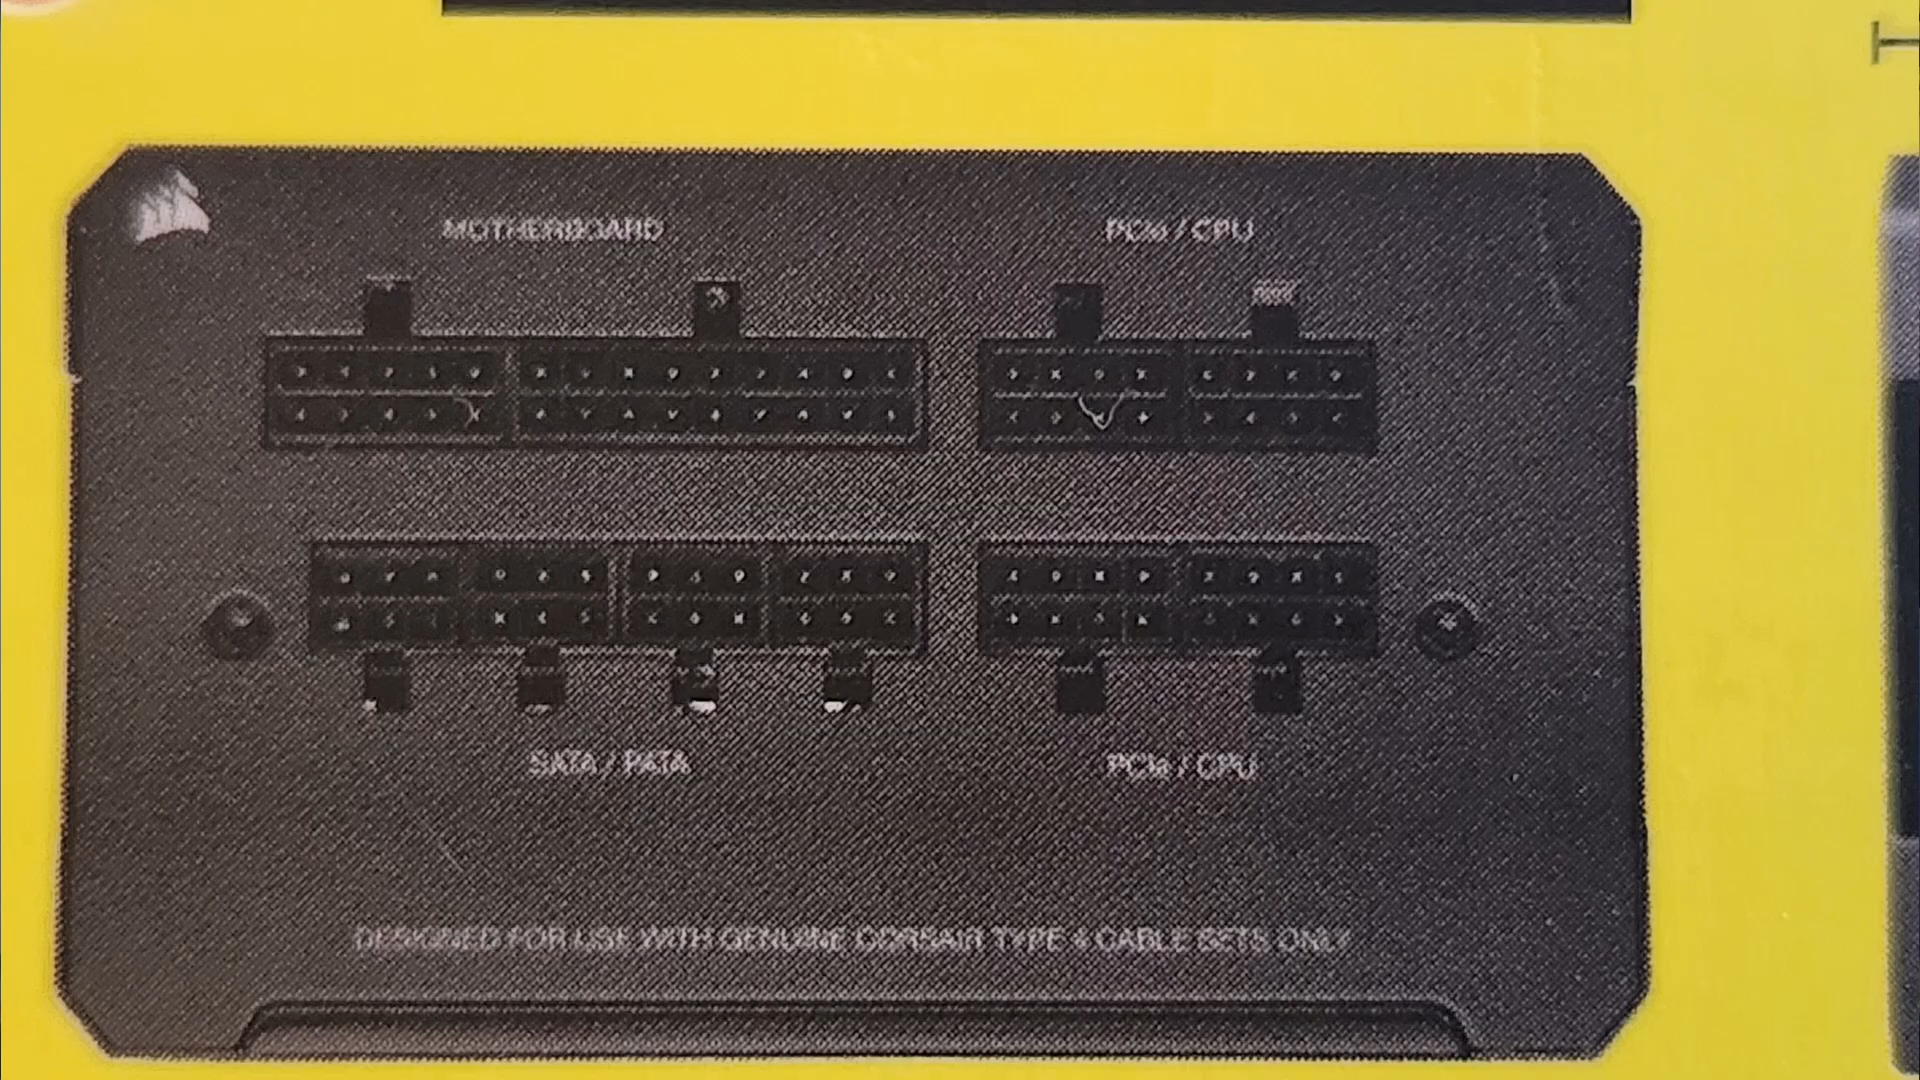 MOTHERBOARD
PCIe / CPU
SATA / PATA
PCIe / CPU
DESIGNED FOR USE WITH GENUINE CORSAIR TYPE 4 CABLE SETS ONLY